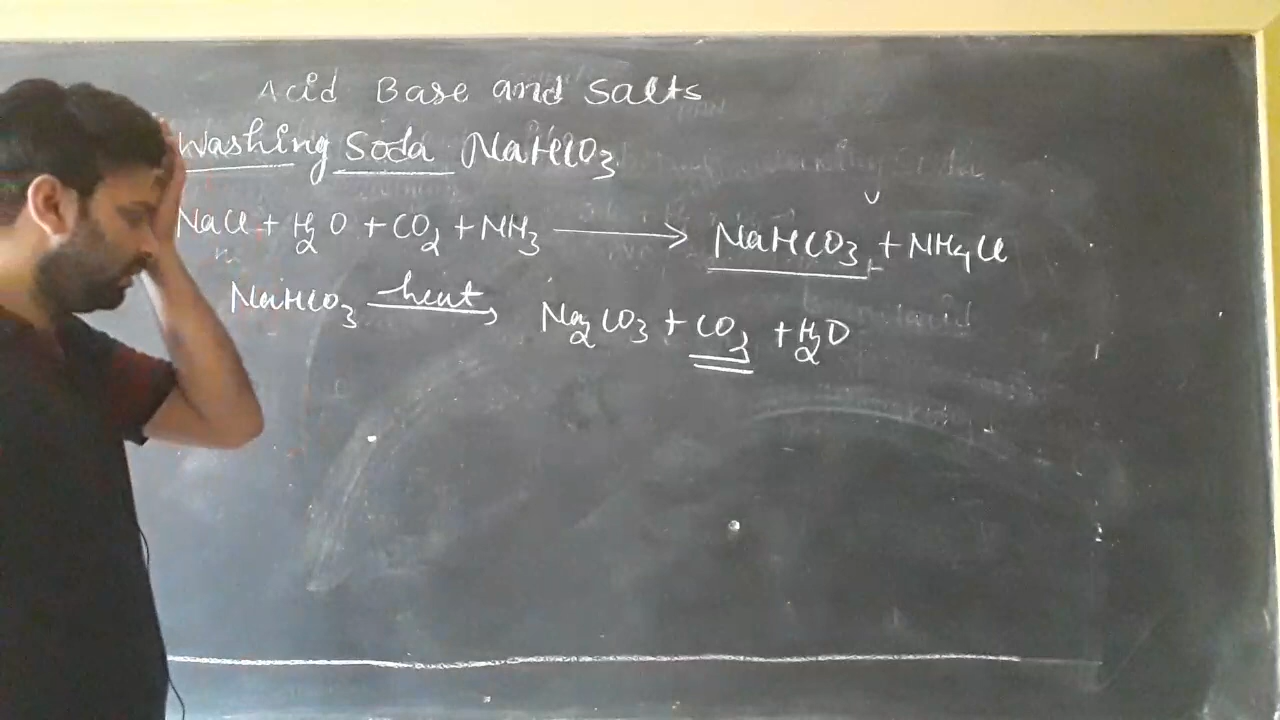 Acid Base and Salts
Washing Soda NaHCO3
NaCl + H2O + CO2 + NH3 → NaHCO3 + NH4Cl
NaHCO3 heat→ Na2CO3 + CO2 + H2O